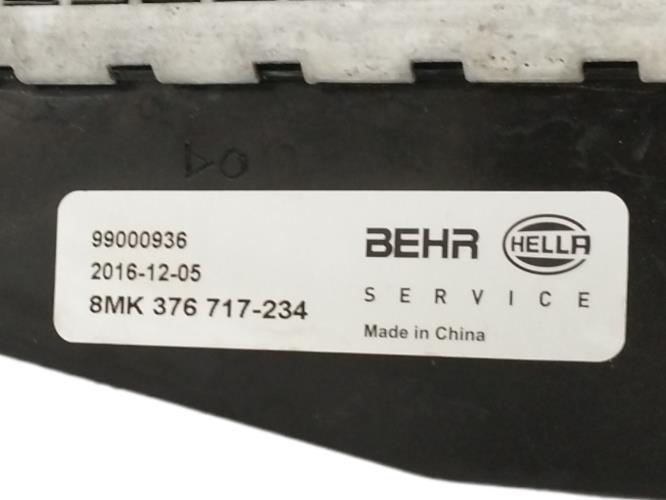 99000936
2016-12-05
8MK 376 717-234
BEHR HELLA
SERVICE
Made in China